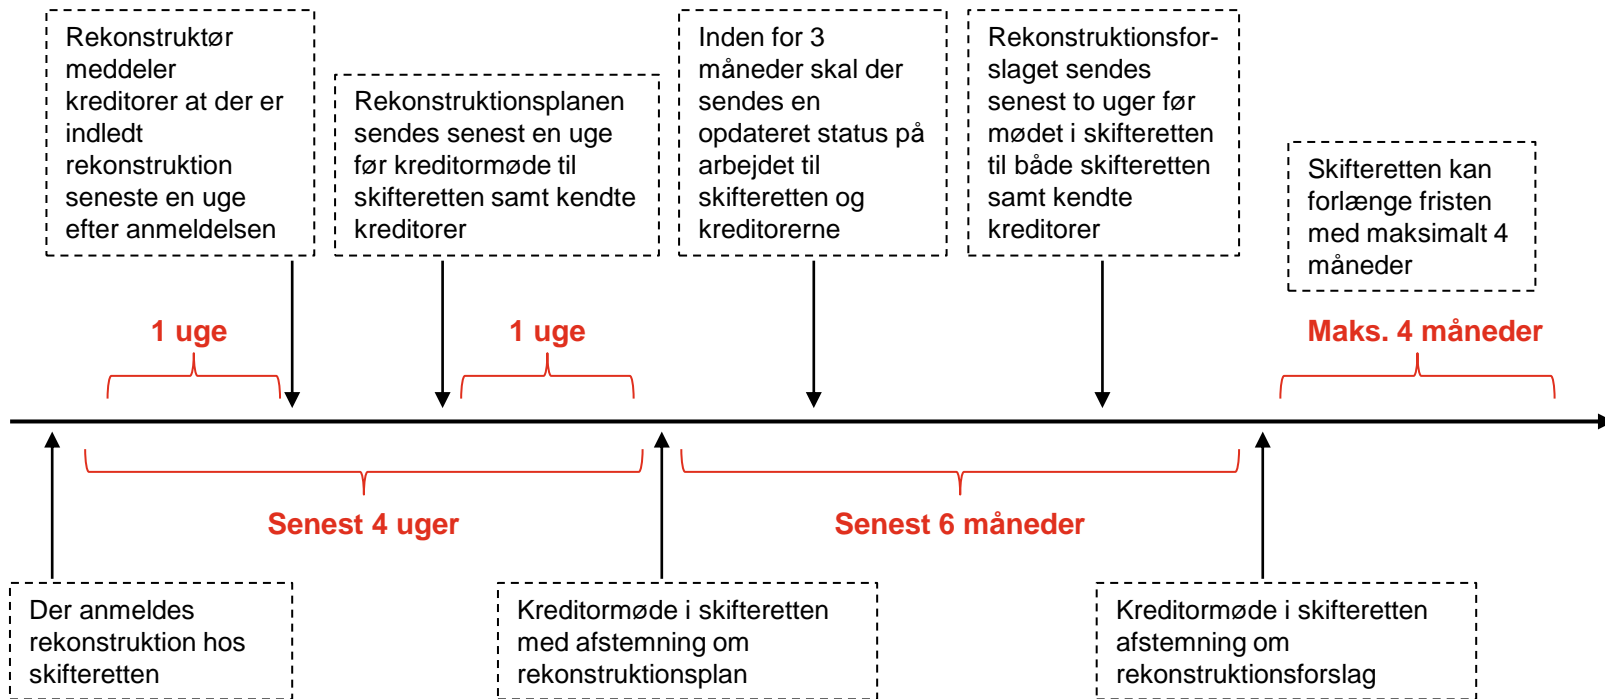 Rekonstruktør
meddeler
kreditorer at der er
indledt
rekonstruktion
seneste en uge
efter anmeldelsen
Rekonstruktionsplanen
sendes senest en uge
før kreditormøde til
skifteretten samt kendte
kreditorer
Inden for 3
måneder skal der
sendes en
opdateret status på
arbejdet til
skifteretten og
kreditorerne
Rekonstruktionsfor-
slaget sendes
senest to uger før
mødet i skifteretten
til både skifteretten
samt kendte
kreditorer
Skifteretten kan
forlænge fristen
med maksimalt 4
måneder
1 uge
1 uge
Maks. 4 måneder
Senest 4 uger
Senest 6 måneder
Der anmeldes
rekonstruktion hos
skifteretten
Kreditormøde i skifteretten
med afstemning om
rekonstruktionsplan
Kreditormøde i skifteretten
afstemning om
rekonstruktionsforslag